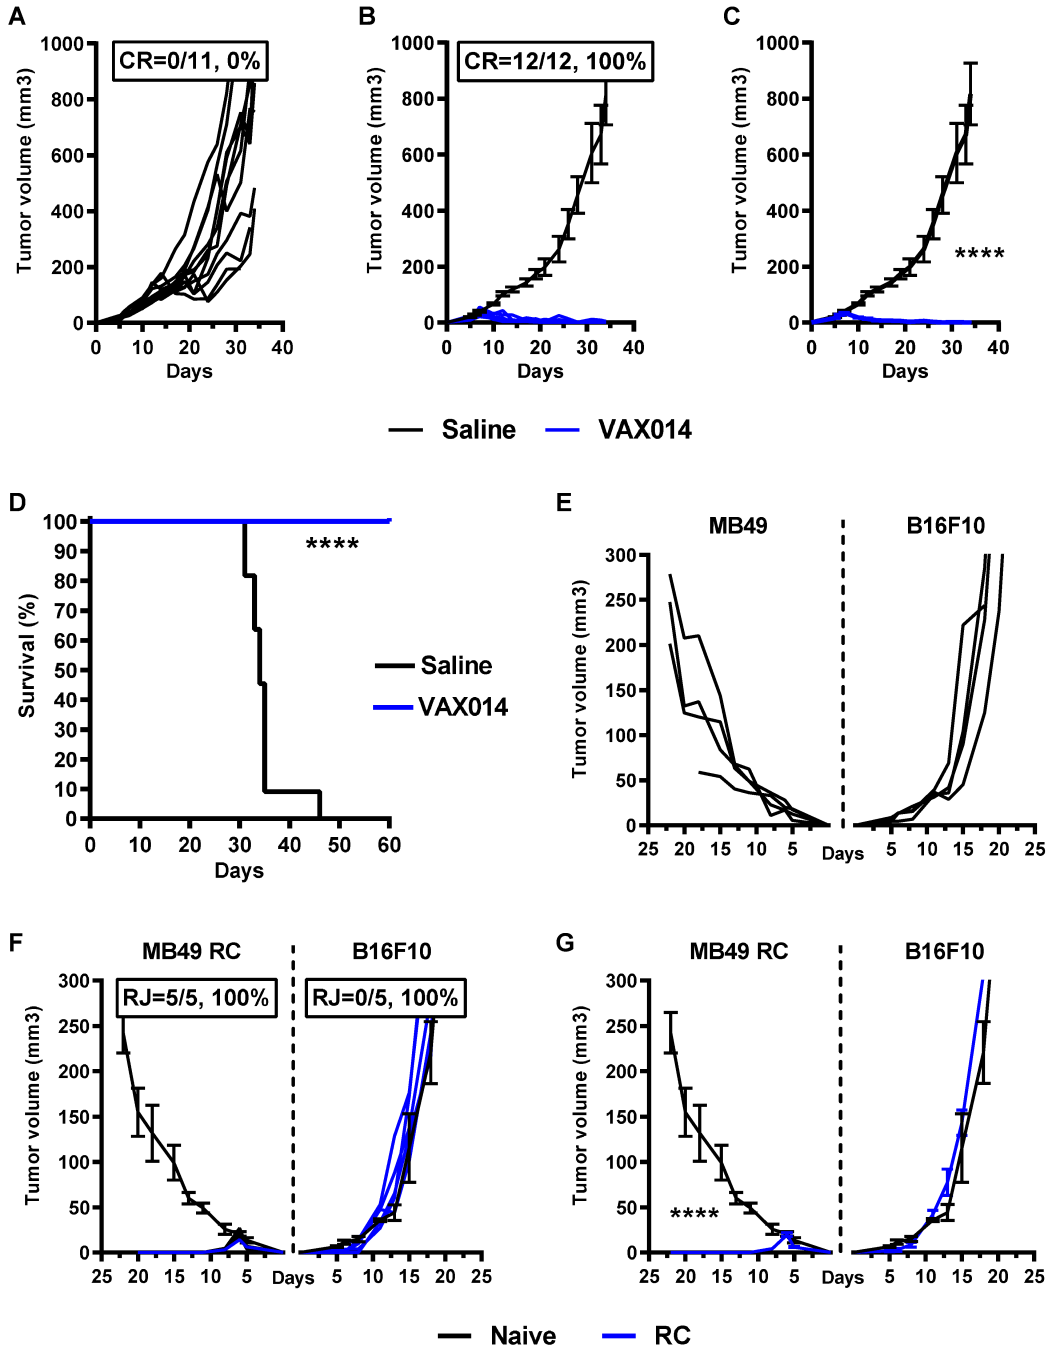 A
Tumor volume (mm3)
1000
800
600
400
200
0
CR=0/11, 0%
0 10 20 30 40
Days
B
Tumor volume (mm3)
1000
800
600
400
200
0
CR=12/12, 100%
0 10 20 30 40
Days
C
Tumor volume (mm3)
1000
800
600
400
200
0
****
0 10 20 30 40
Days
Saline VAX014
D
Survival (%)
100
90
80
70
60
50
40
30
20
10
0
****
Saline
VAX014
0 10 20 30 40 50 60
Days
E
MB49 B16F10
Tumor volume (mm3)
300
250
200
150
100
50
0
25 20 15 10 5 Days 5 10 15 20 25
F
MB49 RC B16F10
Tumor volume (mm3)
300
250
200
150
100
50
0
RJ=5/5, 100% RJ=0/5, 100%
25 20 15 10 5 Days 5 10 15 20 25
G
MB49 RC B16F10
Tumor volume (mm3)
300
250
200
150
100
50
0
****
25 20 15 10 5 Days 5 10 15 20 25
Naive RC